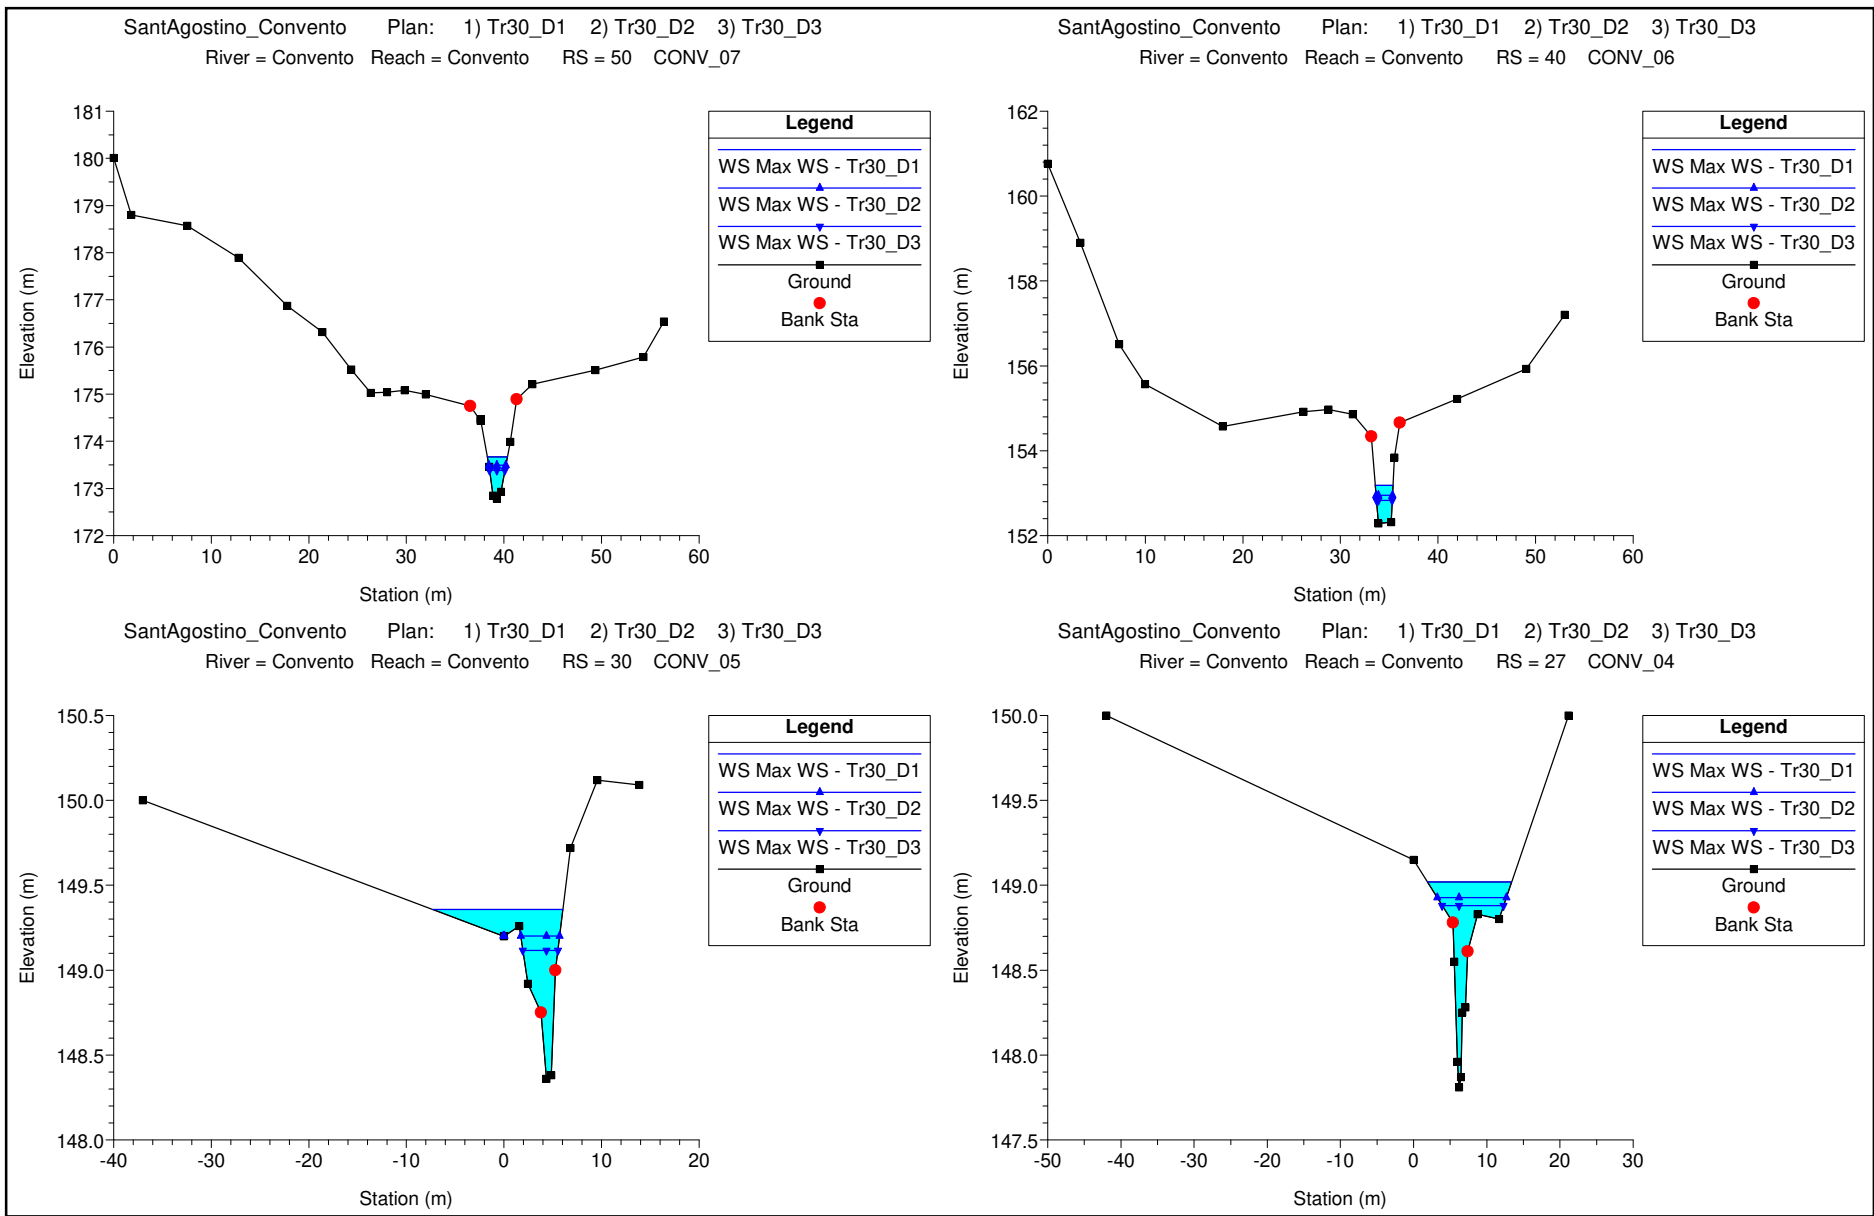 SantAgostino_Convento Plan: 1) Tr30_D1 2) Tr30_D2 3) Tr30_D3
River = Convento Reach = Convento RS = 50 CONV_07
181
180
179
178
177
176
175
174
173
172
Elevation (m)
0 10 20 30 40 50 60
Station (m)
Legend
WS Max WS - Tr30_D1
WS Max WS - Tr30_D2
WS Max WS - Tr30_D3
Ground
Bank Sta
SantAgostino_Convento Plan: 1) Tr30_D1 2) Tr30_D2 3) Tr30_D3
River = Convento Reach = Convento RS = 40 CONV_06
162
160
158
156
154
152
Elevation (m)
0 10 20 30 40 50 60
Station (m)
Legend
WS Max WS - Tr30_D1
WS Max WS - Tr30_D2
WS Max WS - Tr30_D3
Ground
Bank Sta
SantAgostino_Convento Plan: 1) Tr30_D1 2) Tr30_D2 3) Tr30_D3
River = Convento Reach = Convento RS = 30 CONV_05
150.5
150.0
149.5
149.0
148.5
148.0
Elevation (m)
-40 -30 -20 -10 0 10 20
Station (m)
Legend
WS Max WS - Tr30_D1
WS Max WS - Tr30_D2
WS Max WS - Tr30_D3
Ground
Bank Sta
SantAgostino_Convento Plan: 1) Tr30_D1 2) Tr30_D2 3) Tr30_D3
River = Convento Reach = Convento RS = 27 CONV_04
150.0
149.5
149.0
148.5
148.0
147.5
Elevation (m)
-50 -40 -30 -20 -10 0 10 20 30
Station (m)
Legend
WS Max WS - Tr30_D1
WS Max WS - Tr30_D2
WS Max WS - Tr30_D3
Ground
Bank Sta